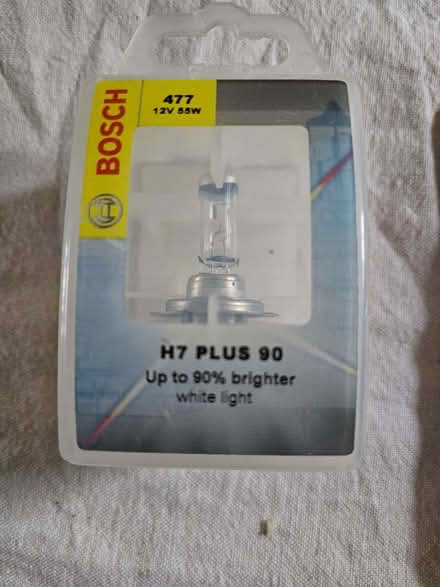 BOSCH
477
12V 55W
H7 PLUS 90
Up to 90% brighter
white light